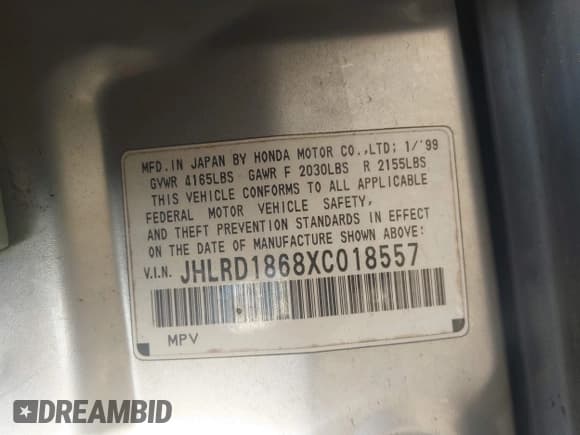 MFD. IN JAPAN BY HONDA MOTOR CO.,LTD; 1/'99
GVWR 4165LBS GAWR F 2030LBS R 2155LBS
THIS VEHICLE CONFORMS TO ALL APPLICABLE
FEDERAL MOTOR VEHICLE SAFETY,
AND THEFT PREVENTION STANDARDS IN EFFECT
ON THE DATE OF MANUFACTURE SHOWN ABOVE:
V.I.N. JHLRD1868XC018557
MPV
DREAMBID